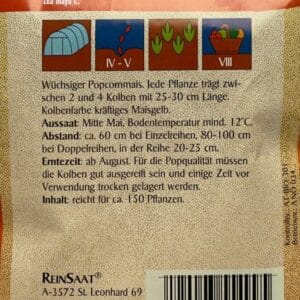 Zea mays L.
IV - V
VIII
Wüchsiger Popcornmais. Jede Pflanze trägt zwi-
schen 2 und 4 Kolben mit 25-30 cm Länge.
Kolbenfarbe kräftiges Maisgelb.
Aussaat: Mitte Mai, Bodentemperatur mind. 12°C.
Abstand: ca. 60 cm bei Einzelreihen, 80-100 cm
bei Doppelreihen, in der Reihe 20-25 cm.
Erntezeit: ab August. Für die Popqualität müssen
die Kolben gut ausgereift sein und einige Zeit vor
Verwendung trocken gelagert werden.
Inhalt: reicht für ca. 150 Pflanzen.
REINSAAT®
A-3572 St. Leonhard 69